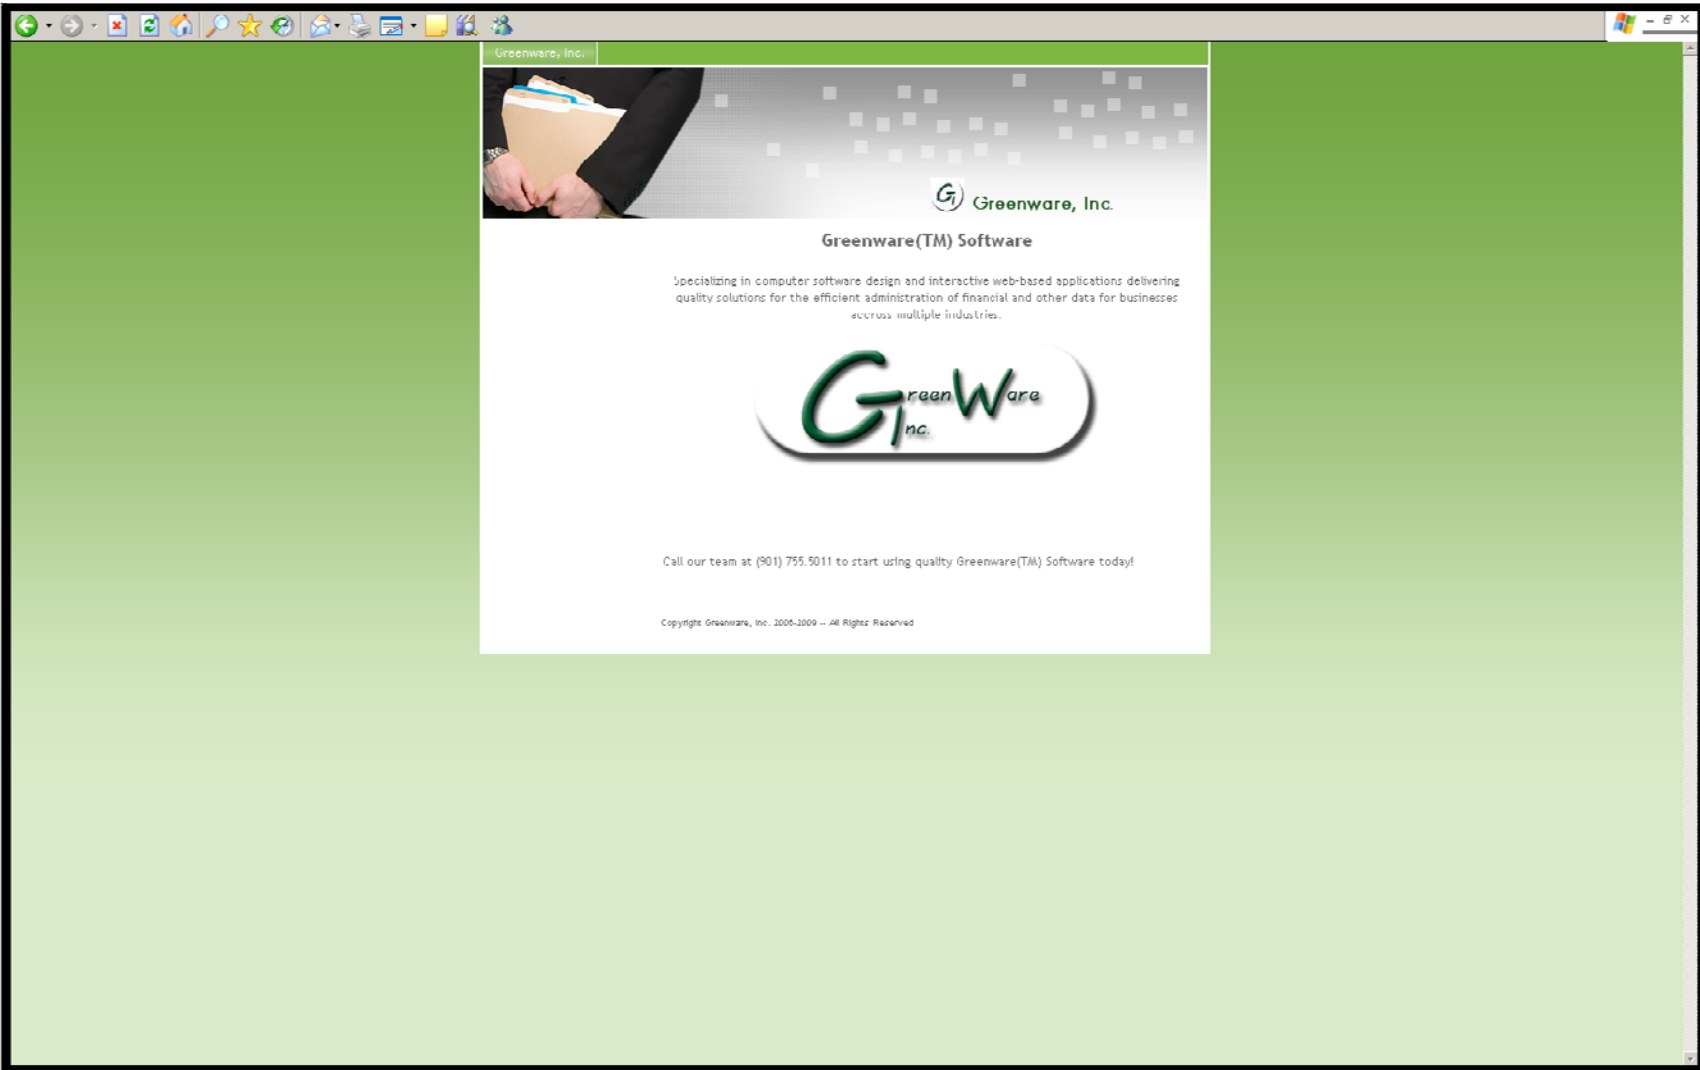 Greenware, Inc.
G Greenware, Inc.
Greenware(TM) Software
Specializing in computer software design and interactive web-based applications delivering
quality solutions for the efficient administration of financial and other data for businesses
accross multiple industries.
GreenWare
Inc.
Call our team at (901) 755.5011 to start using quality Greenware(TM) Software today!
Copyright Greenware, Inc. 2006-2009 -- All Rights Reserved